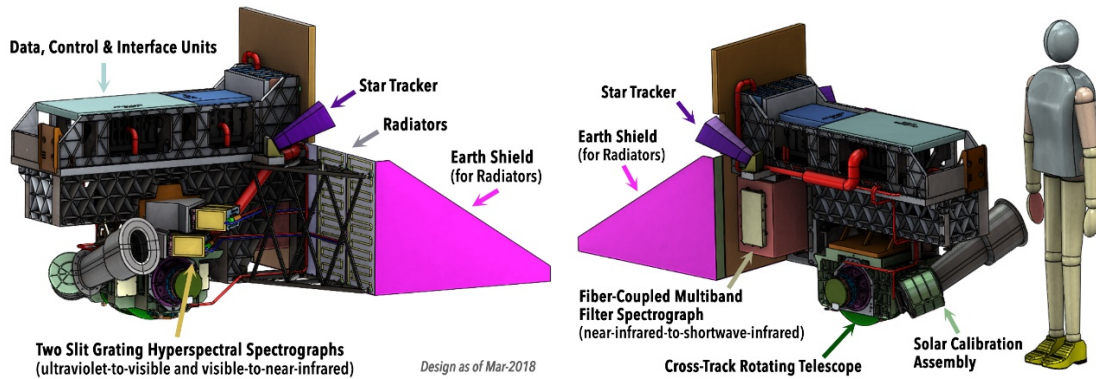 Data, Control & Interface Units
Star Tracker
Radiators
Earth Shield
(for Radiators)
Two Slit Grating Hyperspectral Spectrographs
(ultraviolet-to-visible and visible-to-near-infrared)
Design as of Mar-2018
Star Tracker
Earth Shield
(for Radiators)
Fiber-Coupled Multiband
Filter Spectrograph
(near-infrared-to-shortwave-infrared)
Cross-Track Rotating Telescope
Solar Calibration
Assembly